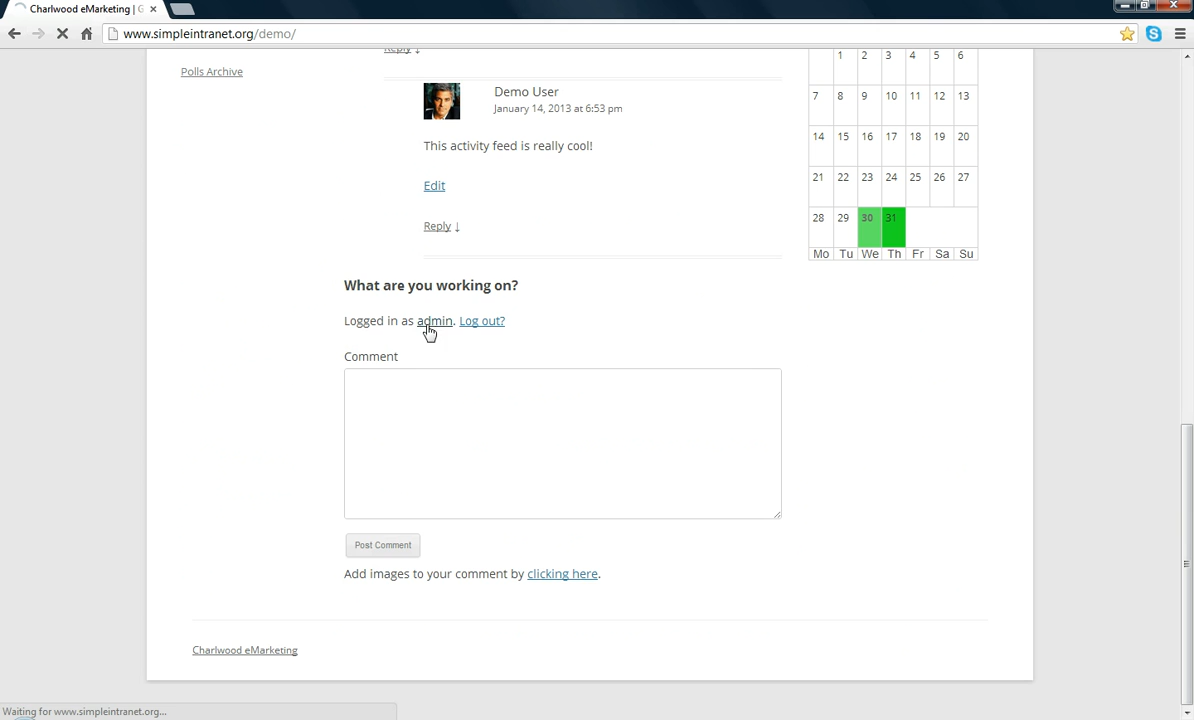 Charlwood eMarketing | G
www.simpleintranet.org/demo/
Reply ↓
Polls Archive
Demo User
January 14, 2013 at 6:53 pm
This activity feed is really cool!
Edit
Reply ↓
1 2 3 4 5 6
7 8 9 10 11 12 13
14 15 16 17 18 19 20
21 22 23 24 25 26 27
28 29 30 31
Mo Tu We Th Fr Sa Su
What are you working on?
Logged in as admin. Log out?
Comment
Post Comment
Add images to your comment by clicking here.
Charlwood eMarketing
Waiting for www.simpleintranet.org...